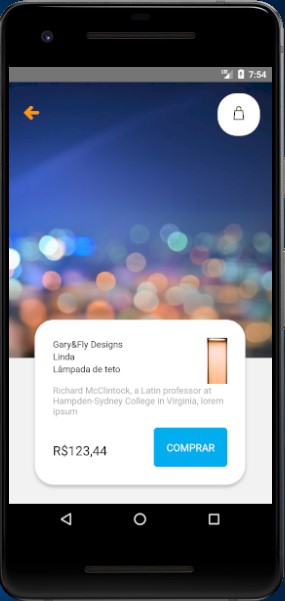 7:54
Gary&Fly Designs
Linda
Lâmpada de teto
Richard McClintock, a Latin professor at
Hampden-Sydney College in Virginia, lorem
ipsum
R$123,44
COMPRAR